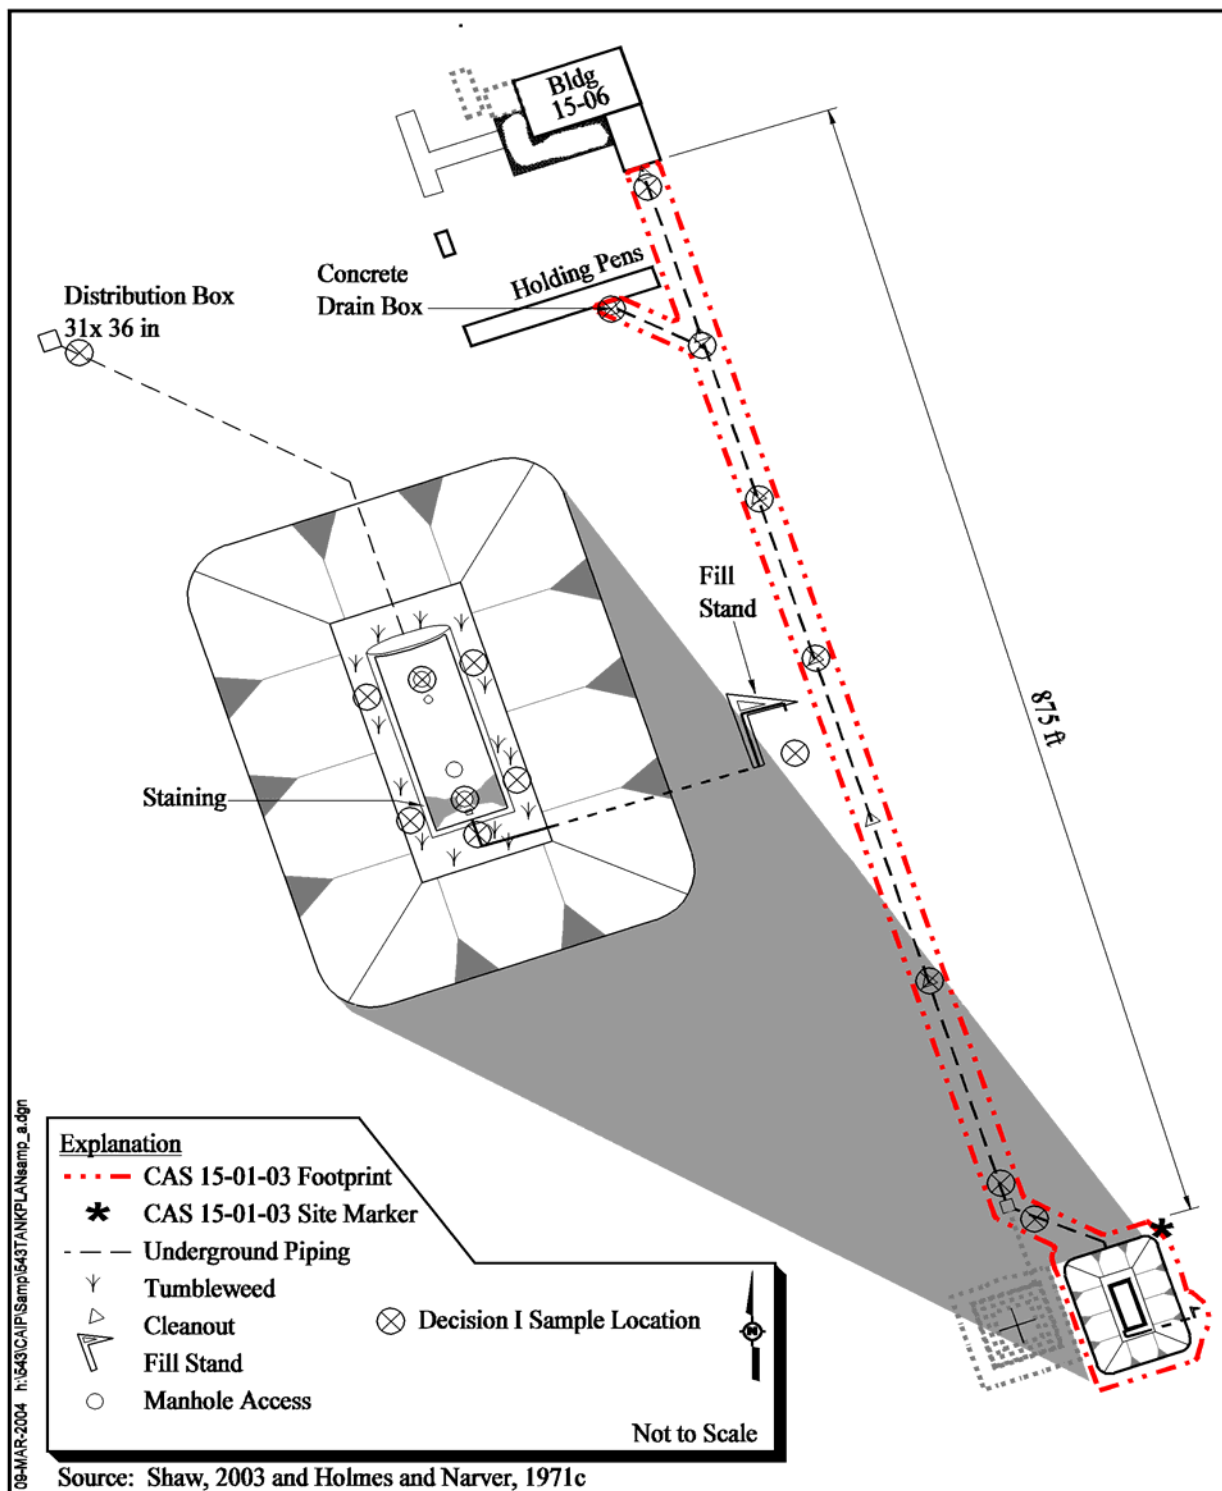 Bldg
15-06
Concrete
Drain Box
Holding Pens
Distribution Box
31x 36 in
Fill
Stand
875 ft
Staining
Explanation
CAS 15-01-03 Footprint
CAS 15-01-03 Site Marker
Underground Piping
Tumbleweed
Cleanout
Fill Stand
Manhole Access
Decision I Sample Location
N
Not to Scale
09-MAR-2004 h:\543\CAIP\Samp\543TANKPLANsamp_a.dgn
Source: Shaw, 2003 and Holmes and Narver, 1971c